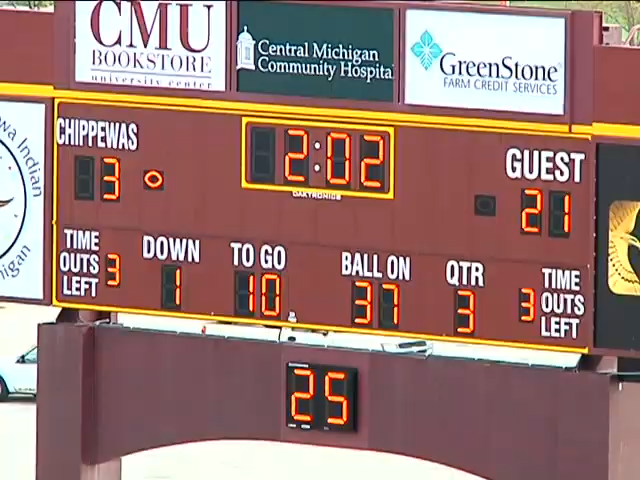 CMU
BOOKSTORE
university center
Central Michigan
Community Hospital
GreenStone
FARM CREDIT SERVICES
CHIPPEWAS
3
2:02
DAKTRONICS
GUEST
21
TIME
OUTS
LEFT
3
DOWN
1
TO GO
10
BALL ON
37
QTR
3
3
TIME
OUTS
LEFT
25